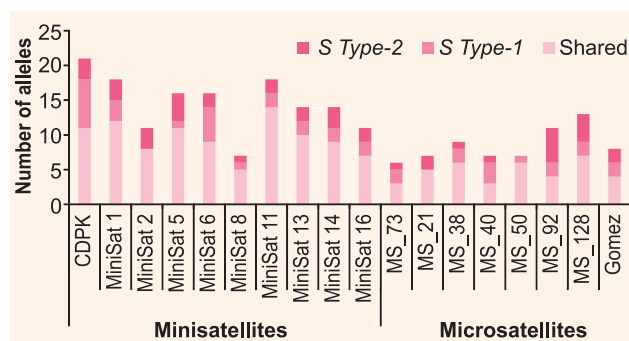 25
20
15
10
5
0
Number of alleles
S Type-2 S Type-1 Shared
CDPK
MiniSat 1
MiniSat 2
MiniSat 5
MiniSat 6
MiniSat 8
MiniSat 11
MiniSat 13
MiniSat 14
MiniSat 16
MS_73
MS_21
MS_38
MS_40
MS_50
MS_92
MS_128
Gomez
Minisatellites Microsatellites